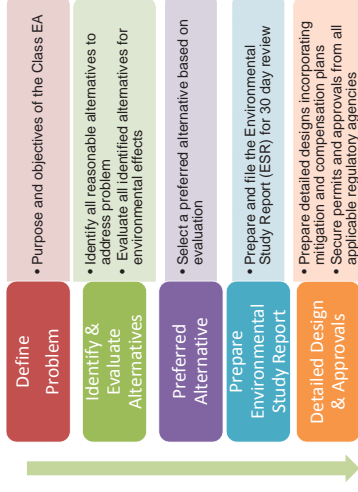 Define
Problem
• Purpose and objectives of the Class EA
Identify &
Evaluate
Alternatives
• Identify all reasonable alternatives to
address problem
• Evaluate all identified alternatives for
environmental effects
Preferred
Alternative
• Select a preferred alternative based on
evaluation
Prepare
Environmental
Study Report
• Prepare and file the Environmental
Study Report (ESR) for 30 day review
Detailed Design
& Approvals
• Prepare detailed designs incorporating
mitigation and compensation plans
• Secure permits and approvals from all
applicable regulatory agencies